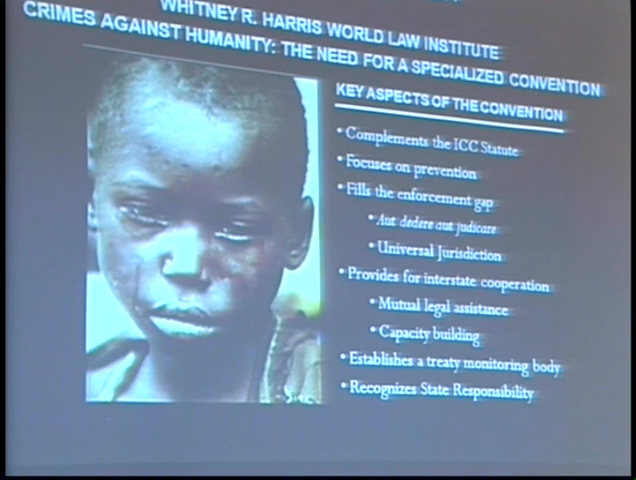 WHITNEY R. HARRIS WORLD LAW INSTITUTE
CRIMES AGAINST HUMANITY: THE NEED FOR A SPECIALIZED CONVENTION
KEY ASPECTS OF THE CONVENTION
• Complements the ICC Statute
• Focuses on prevention
• Fills the enforcement gap
• Aut dedere aut judicare
• Universal Jurisdiction
• Provides for interstate cooperation
• Mutual legal assistance
• Capacity building
• Establishes a treaty monitoring body
• Recognizes State Responsibility